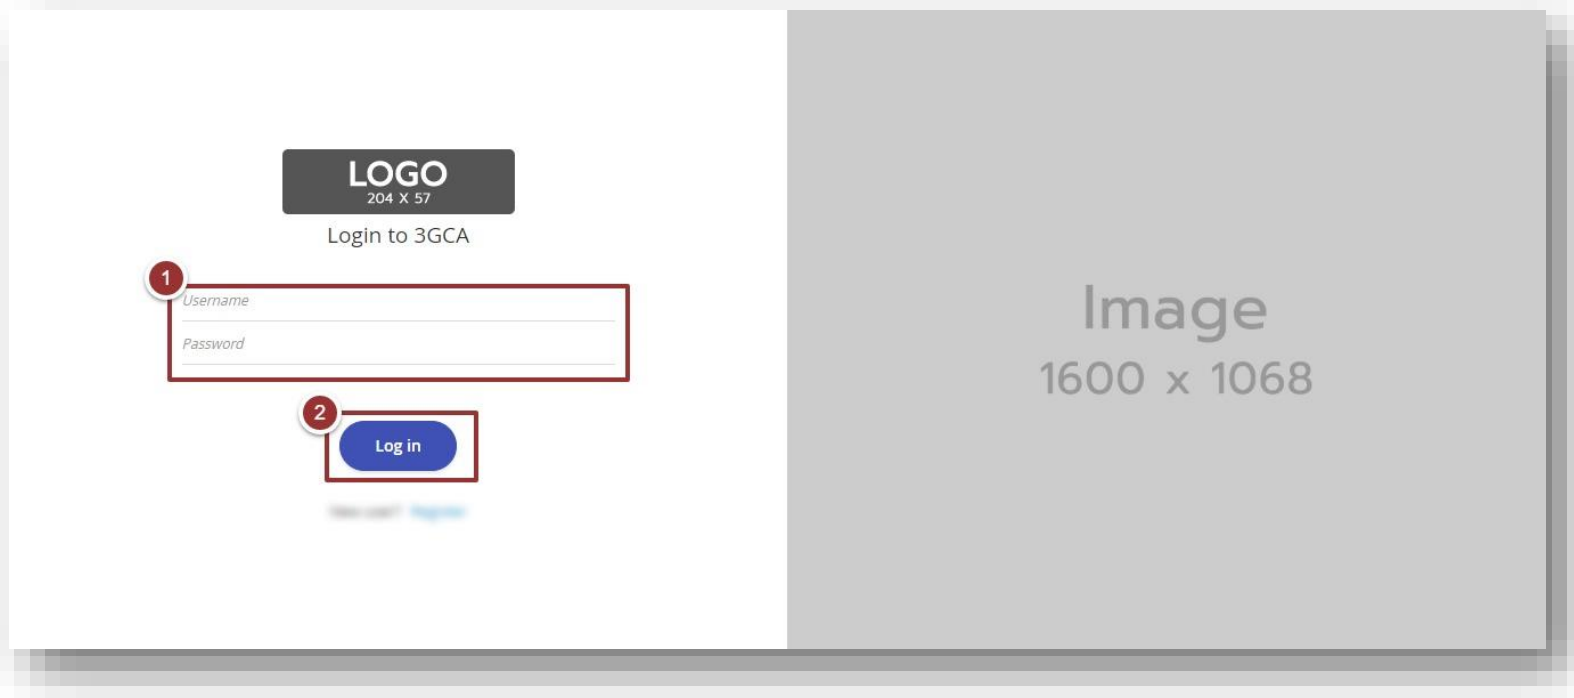 LOGO
204 X 57
Login to 3GCA
1
Username
Password
2
Log in
Image
1600 x 1068